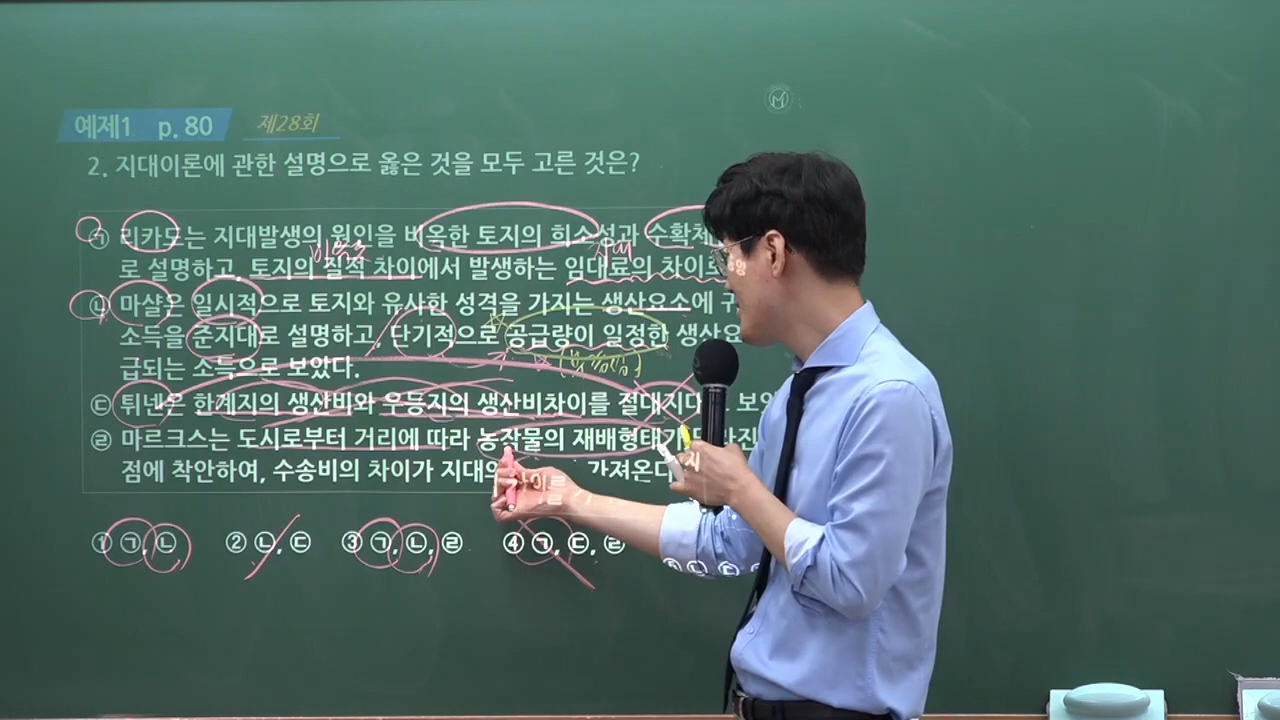 예제1 p. 80 제28회
2. 지대이론에 관한 설명으로 옳은 것을 모두 고른 것은?
㉠ 리카도는 지대발생의 원인을 비옥한 토지의 희소성과 수확체
로 설명하고, 토지의 질적 차이에서 발생하는 임대료의 차이로
㉡ 마샬은 일시적으로 토지와 유사한 성격을 가지는 생산요소에 귀
소득을 준지대로 설명하고, 단기적으로 공급량이 일정한 생산요
급되는 소득으로 보았다.
㉢ 튀넨은 한계지의 생산비와 우등지의 생산비차이를 절대지대 보았
㉣ 마르크스는 도시로부터 거리에 따라 농작물의 재배형태가
점에 착안하여, 수송비의 차이가 지대의 가져온다
① ㉠, ㉡ ② ㉡, ㉢ ③ ㉠, ㉡, ㉣ ④ ㉠, ㉢, ㉣